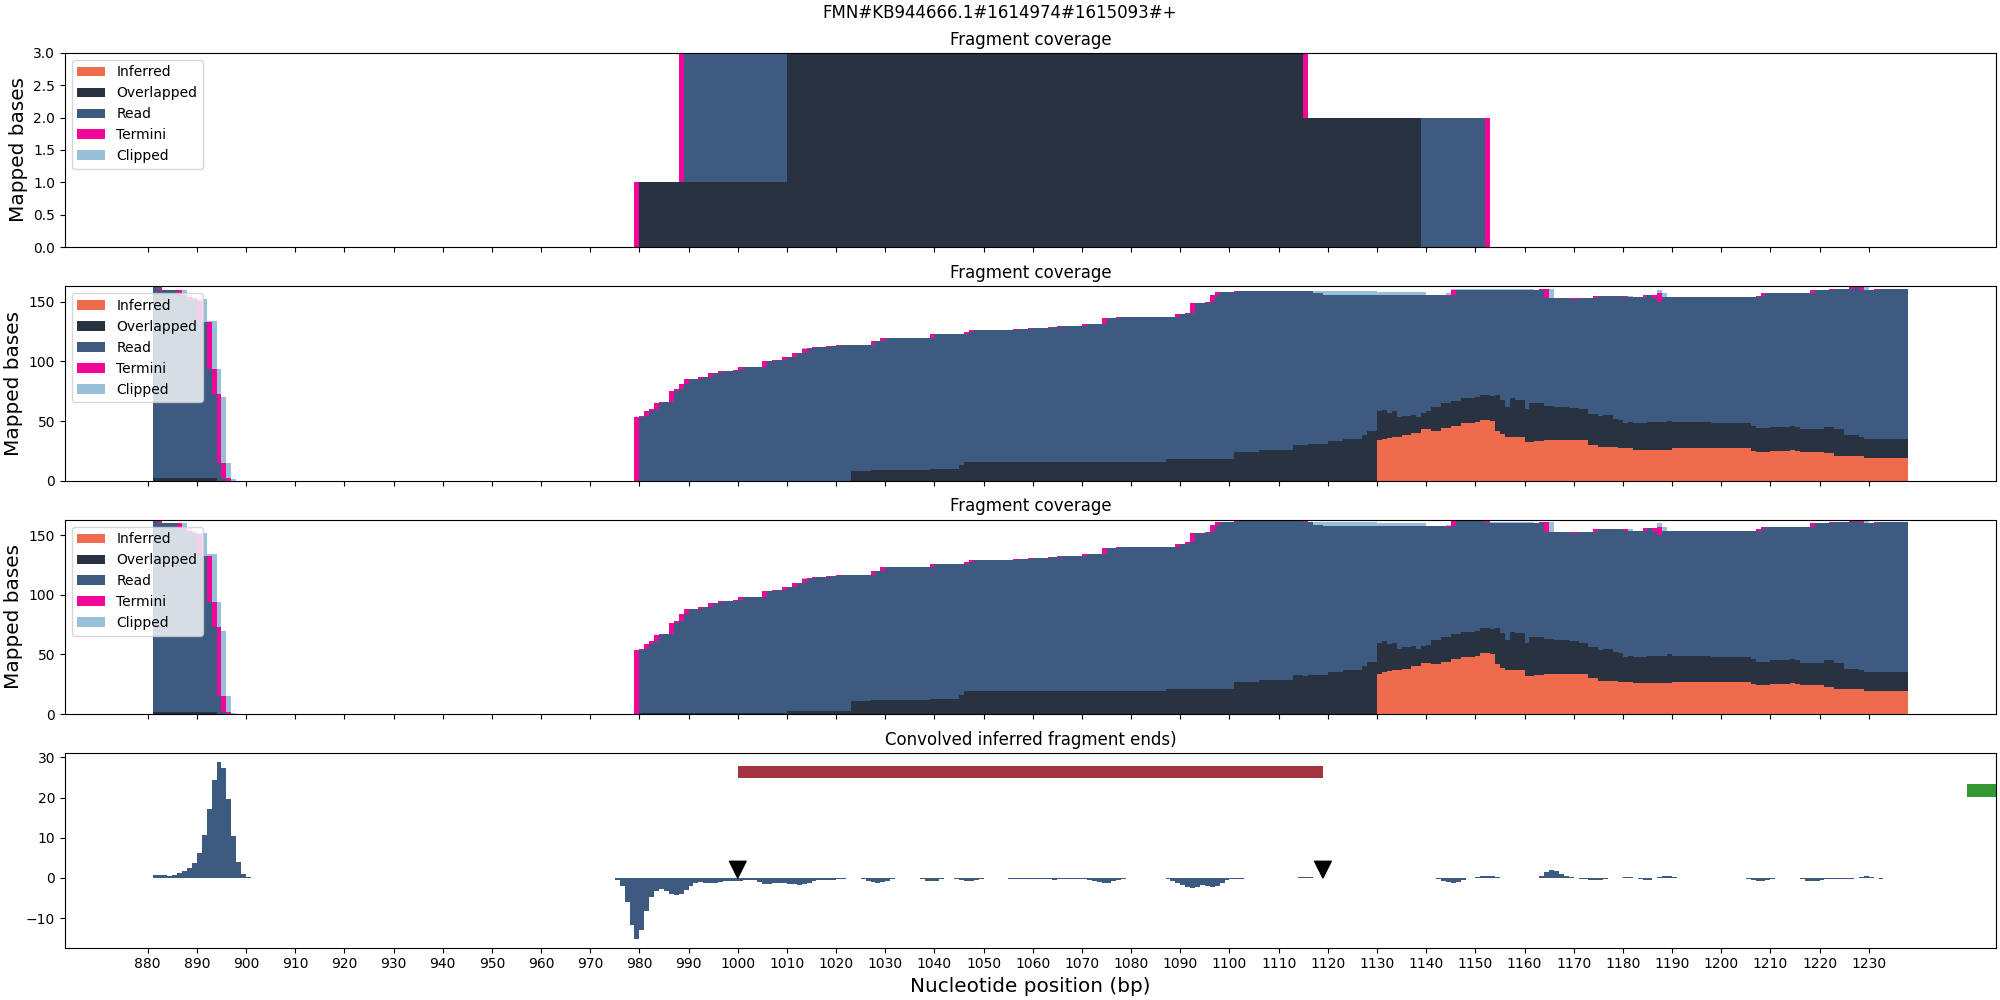 FMN#KB944666.1#1614974#1615093#+
Fragment coverage
Mapped bases
3.0
2.5
2.0
1.5
1.0
0.5
0.0
Inferred
Overlapped
Read
Termini
Clipped
Fragment coverage
Mapped bases
150
100
50
0
Inferred
Overlapped
Read
Termini
Clipped
Fragment coverage
Mapped bases
150
100
50
0
Inferred
Overlapped
Read
Termini
Clipped
Convolved inferred fragment ends)
30
20
10
0
−10
880 890 900 910 920 930 940 950 960 970 980 990 1000 1010 1020 1030 1040 1050 1060 1070 1080 1090 1100 1110 1120 1130 1140 1150 1160 1170 1180 1190 1200 1210 1220 1230
Nucleotide position (bp)